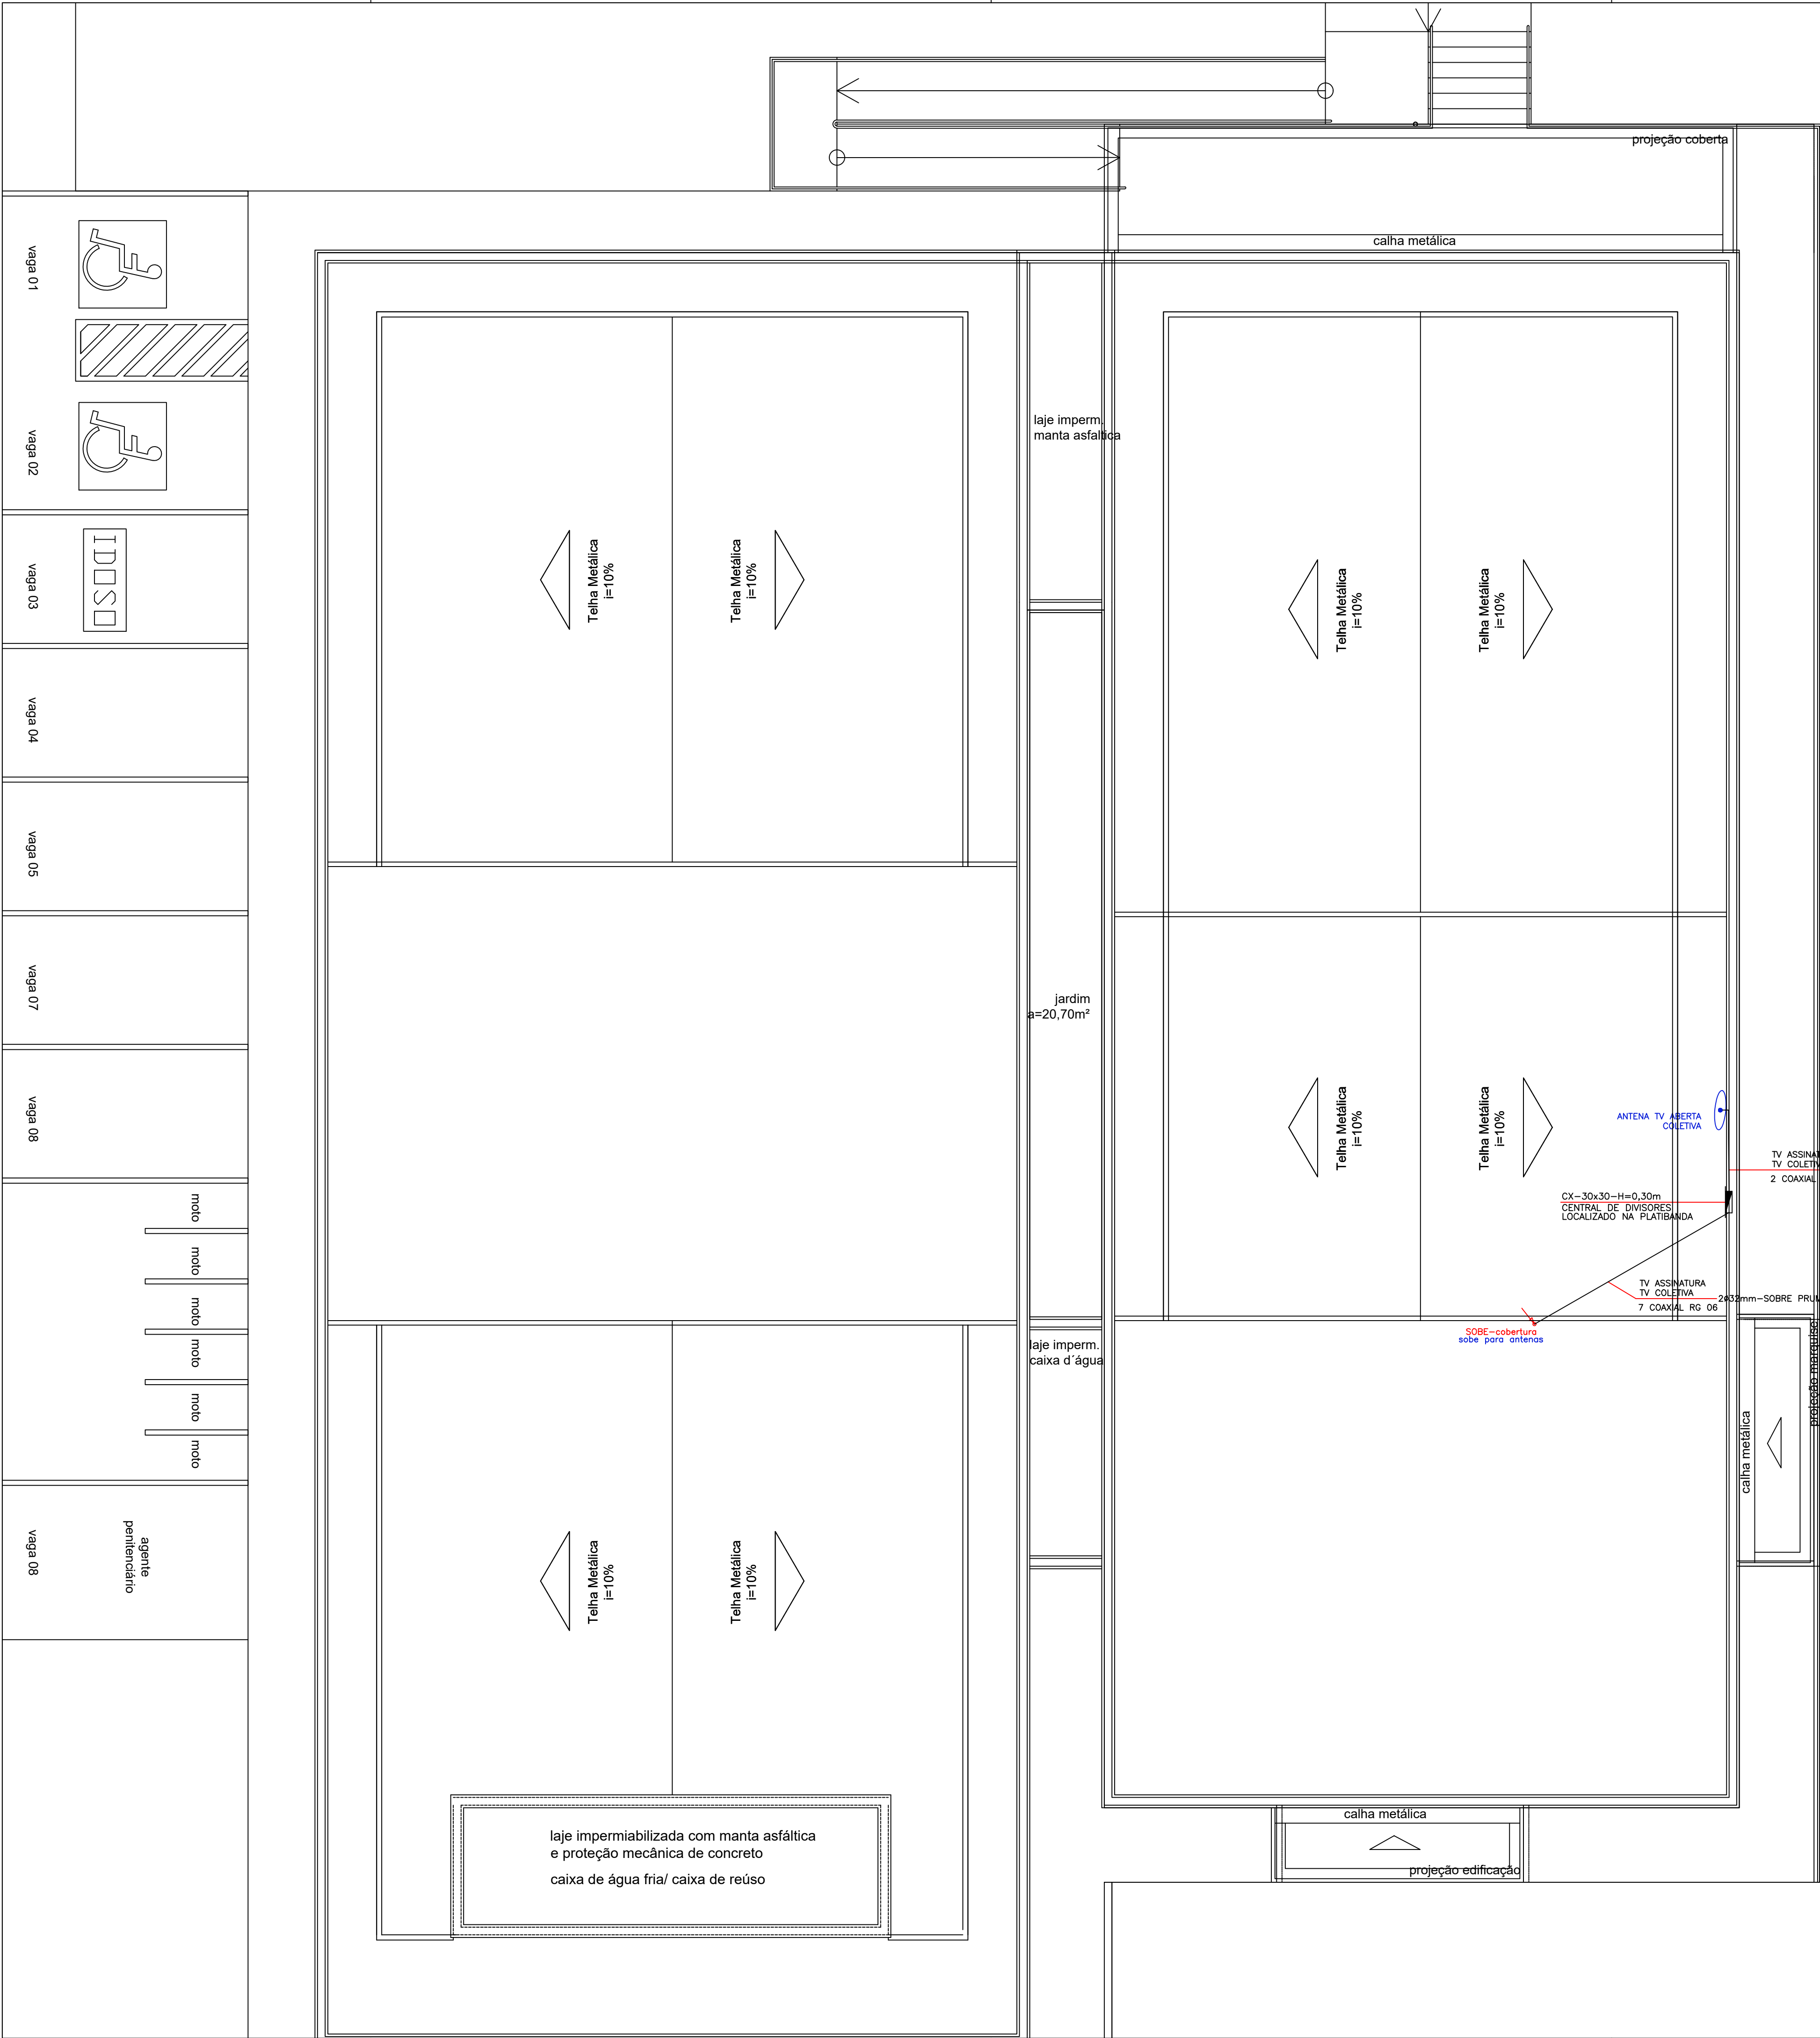 projeção coberta
calha metálica
vaga 01
vaga 02
IDOSO
vaga 03
vaga 04
vaga 05
vaga 07
vaga 08
moto
moto
moto
moto
moto
moto
agente
penitenciário
vaga 08
laje imperm.
manta asfaltica
Telha Metálica
i=10%
Telha Metálica
i=10%
Telha Metálica
i=10%
Telha Metálica
i=10%
jardim
a=20,70m²
Telha Metálica
i=10%
Telha Metálica
i=10%
ANTENA TV ABERTA
COLETIVA
TV
TV
2 COAXIAL
CX-30x30-H=0,30m
CENTRAL DE DIVISORES
LOCALIZADO NA PLATIBANDA
TV ASSINATURA
TV COLETIVA
2ø32mm-SOBRE
7 COAXIAL RG 06
SOBE-cobertura
sobe para antenas
laje imperm.
caixa d´água
projeção marquise
calha metálica
Telha Metálica
i=10%
Telha Metálica
i=10%
calha metálica
projeção edificação
laje impermiabilizada com manta asfáltica
e proteção mecânica de concreto
caixa de água fria/ caixa de reúso